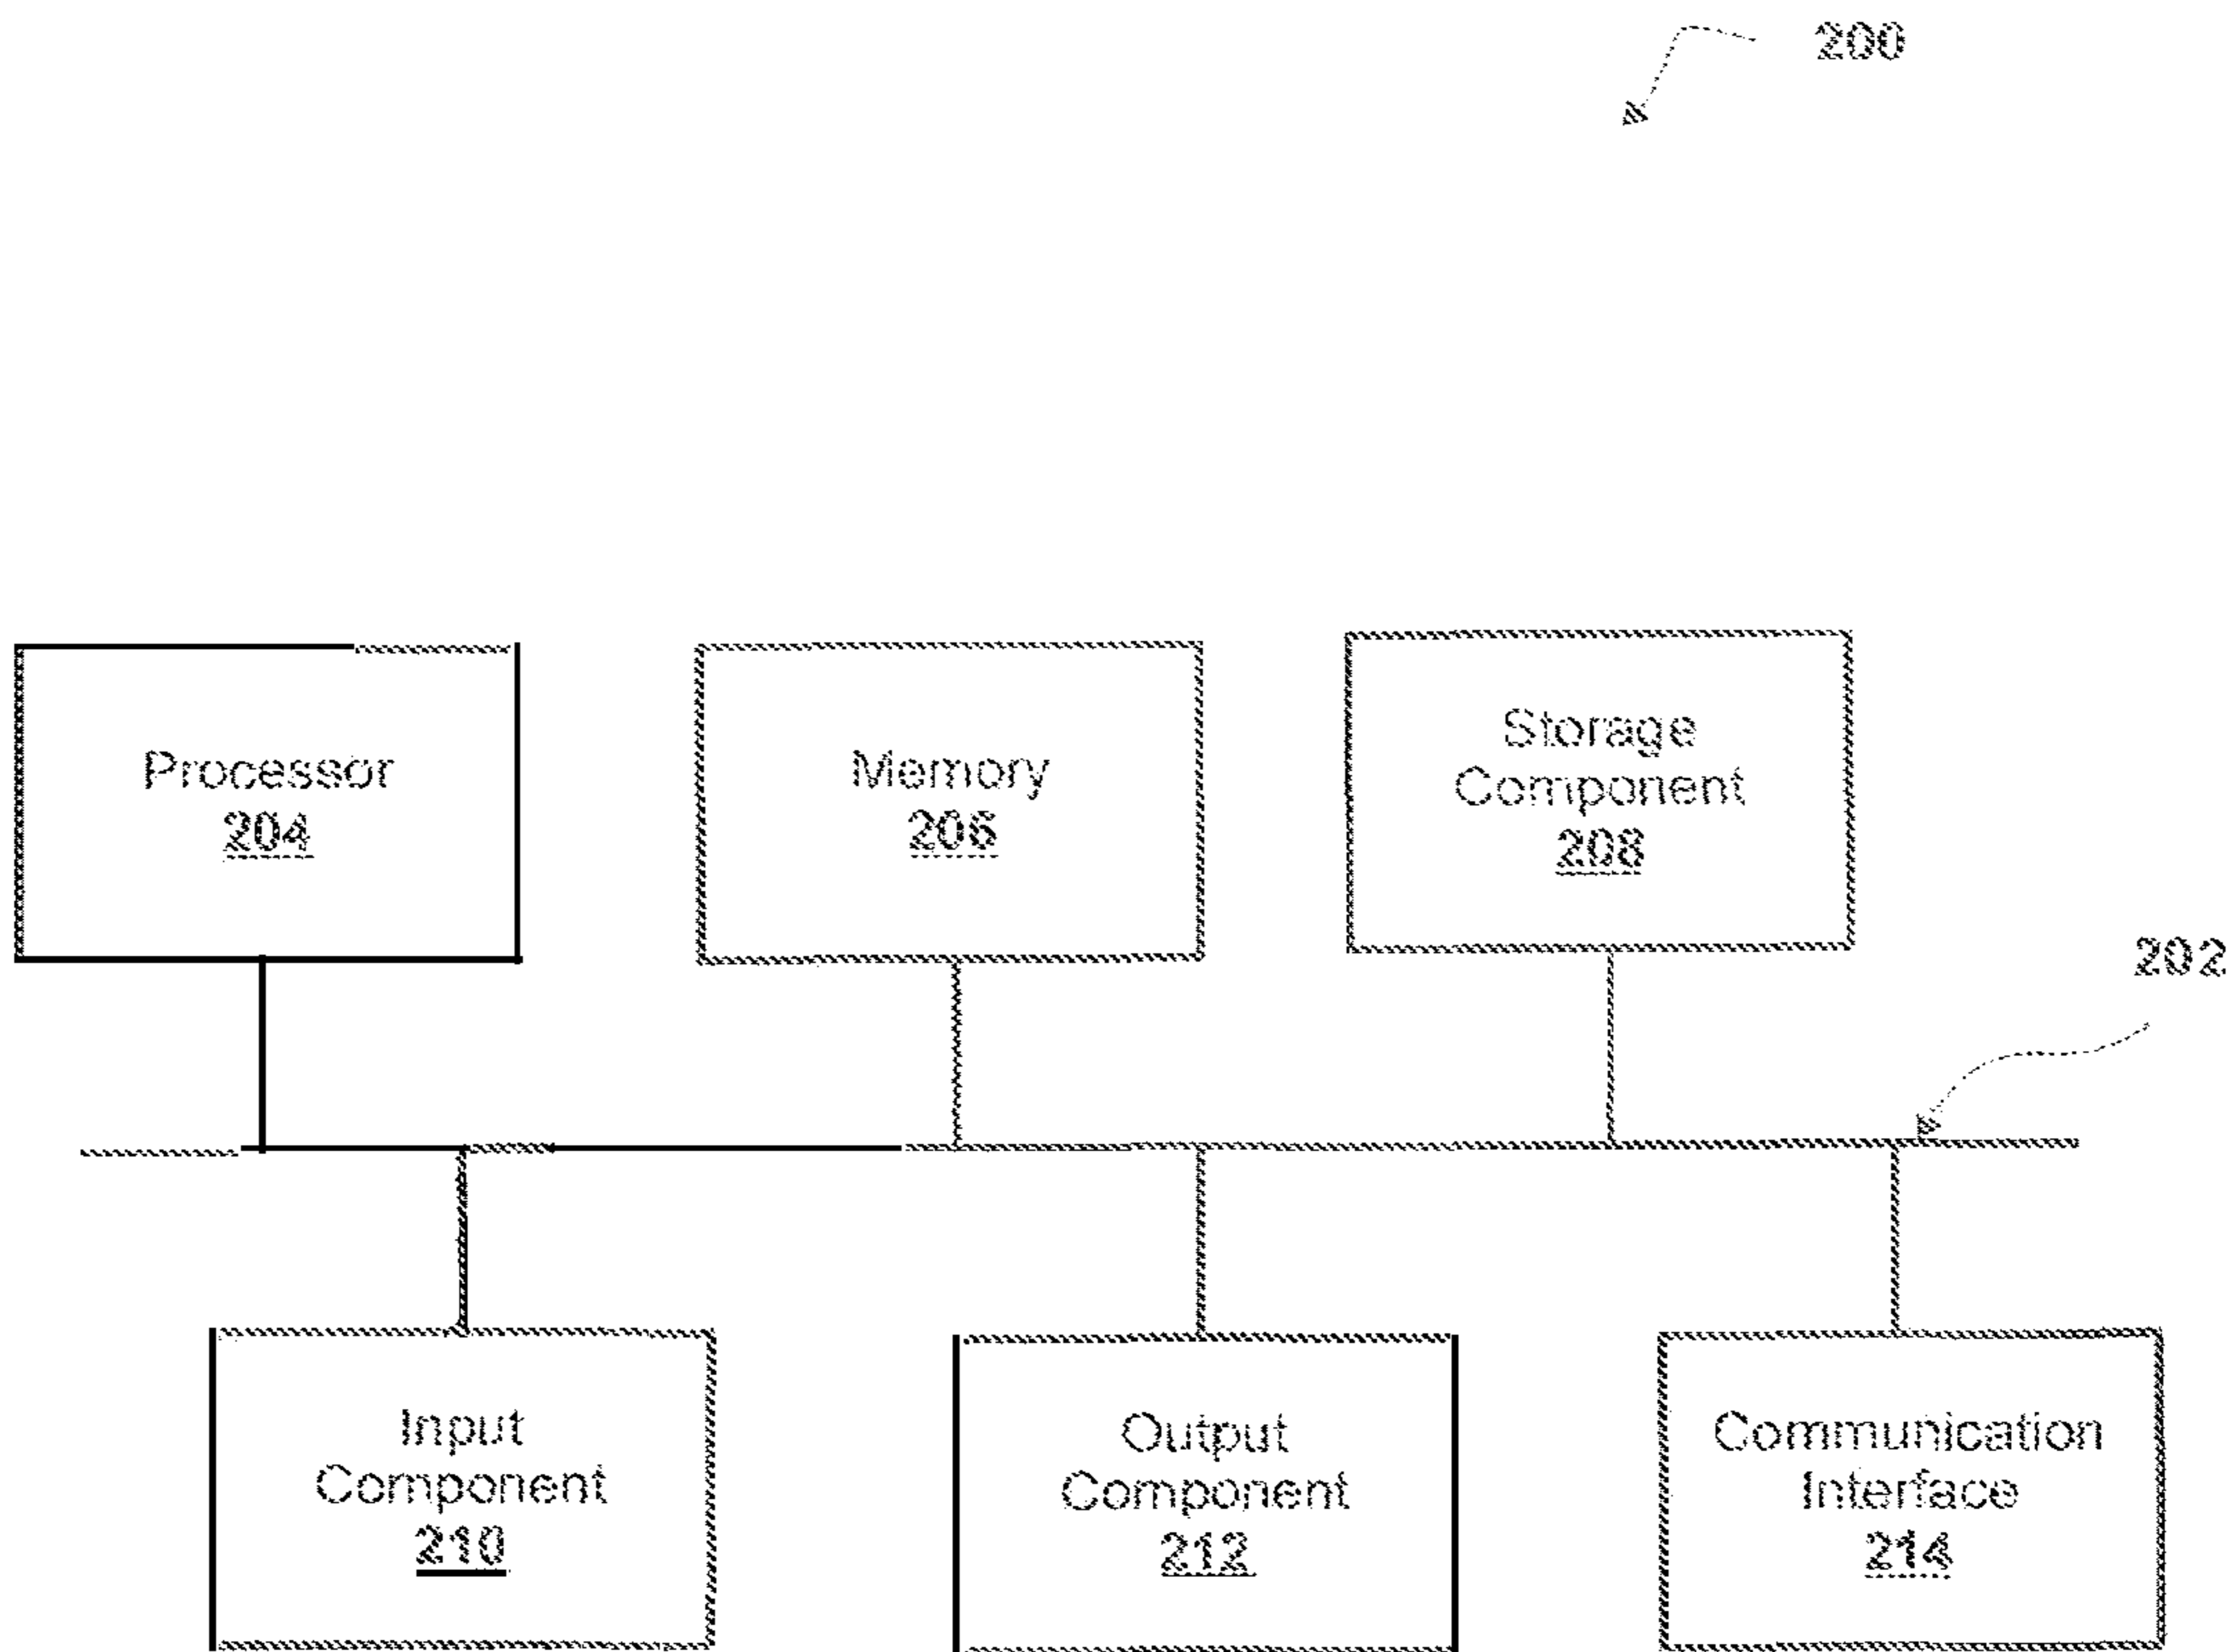 200
Processor
204
Memory
206
Storage
Component
208
202
Input
Component
210
Output
Component
212
Communication
Interface
214